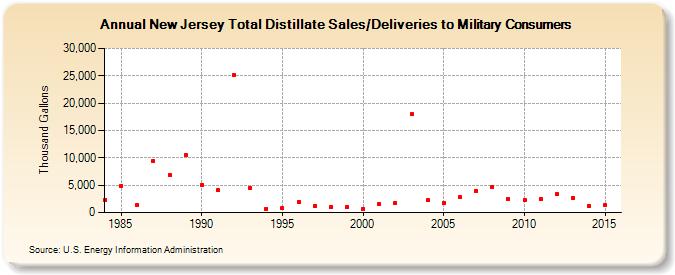 Annual New Jersey Total Distillate Sales/Deliveries to Military Consumers
Thousand Gallons
30,000
25,000
20,000
15,000
10,000
5,000
0
1985 1990 1995 2000 2005 2010 2015
Source: U.S. Energy Information Administration